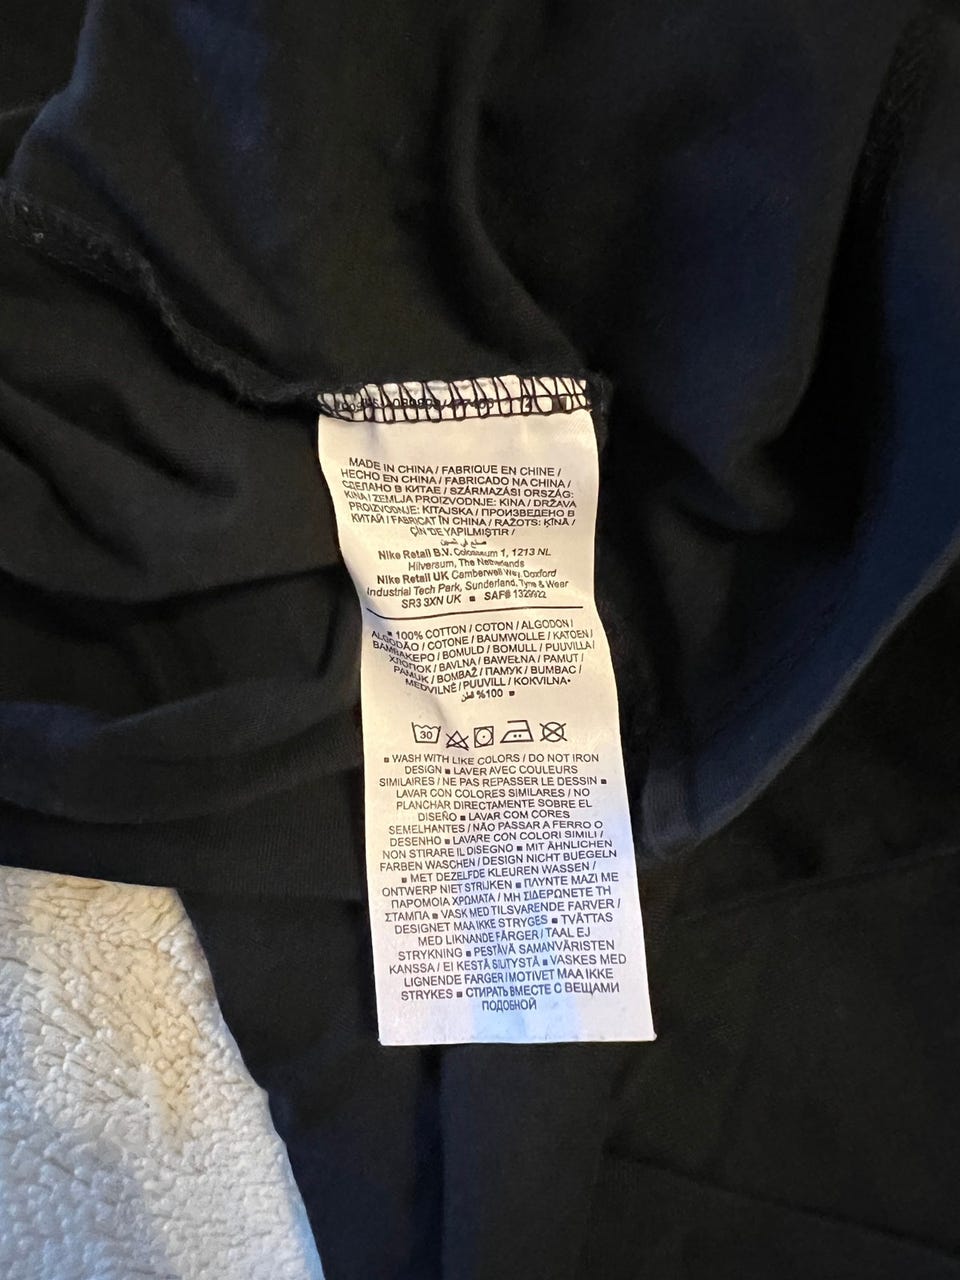 MADE IN CHINA / FABRIQUE EN CHINE /
HECHO EN CHINA / FABRICADO NA CHINA /
СДЕЛАНО В КИТАЕ / SZÁRMAZÁSI ORSZÁG:
KÍNA / ZEMLJA PROIZVODNJE: KINA / DRŽAVA
PROIZVODNJE: KITAJSKA / ПРОИЗВЕДЕНО В
КИТАЙ / FABRICAT ÎN CHINA / RAŽOTS: ĶĪNĀ /
ÇİN'DE YAPILMIŞTIR /
صنع في الصين
Nike Retail B.V. Colosseum 1, 1213 NL
Hilversum, The Netherlands
Nike Retail UK Camberwell Way, Doxford
Industrial Tech Park, Sunderland, Tyne & Wear
SR3 3XN UK ■ SAF#
■ 100% COTTON / COTON / ALGODON /
ALGODÃO / COTONE / BAUMWOLLE / KATOEN /
ΒΑΜΒΑΚΕΡΟ / BOMULD / BOMULL / PUUVILLA /
ХЛОПОК / BAVLNA / BAWEŁNA / PAMUT /
PAMUK / BOMBAŽ / ПАМУК / BUMBAC /
MEDVILNĖ / PUUVILL / KOKVILNA
%100 قطن ■
30
■ WASH WITH LIKE COLORS / DO NOT IRON
DESIGN ■ LAVER AVEC COULEURS
SIMILAIRES / NE PAS REPASSER LE DESSIN ■
LAVAR CON COLORES SIMILARES / NO
PLANCHAR DIRECTAMENTE SOBRE EL
DISEÑO ■ LAVAR COM CORES
SEMELHANTES / NÃO PASSAR A FERRO O
DESENHO ■ LAVARE CON COLORI SIMILI /
NON STIRARE IL DISEGNO ■ MIT ÄHNLICHEN
FARBEN WASCHEN / DESIGN NICHT BUEGELN
■ MET DEZELFDE KLEUREN WASSEN /
ONTWERP NIET STRIJKEN ■ ΠΛΥΝΤΕ ΜΑΖΙ ΜΕ
ΠΑΡΟΜΟΙΑ ΧΡΩΜΑΤΑ / ΜΗ ΣΙΔΕΡΩΝΕΤΕ ΤΗ
ΣΤΑΜΠΑ ■ VASK MED TILSVARENDE FARVER /
DESIGNET MAA IKKE STRYGES ■ TVÄTTAS
MED LIKNANDE FÄRGER / TAAL EJ
STRYKNING ■ PESTÄVÄ SAMANVÄRISTEN
KANSSA / EI KESTÄ SILITYSTÄ ■ VASKES MED
LIGNENDE FARGER / MOTIVET MAA IKKE
STRYKES ■ СТИРАТЬ ВМЕСТЕ С ВЕЩАМИ
ПОДОБНОЙ